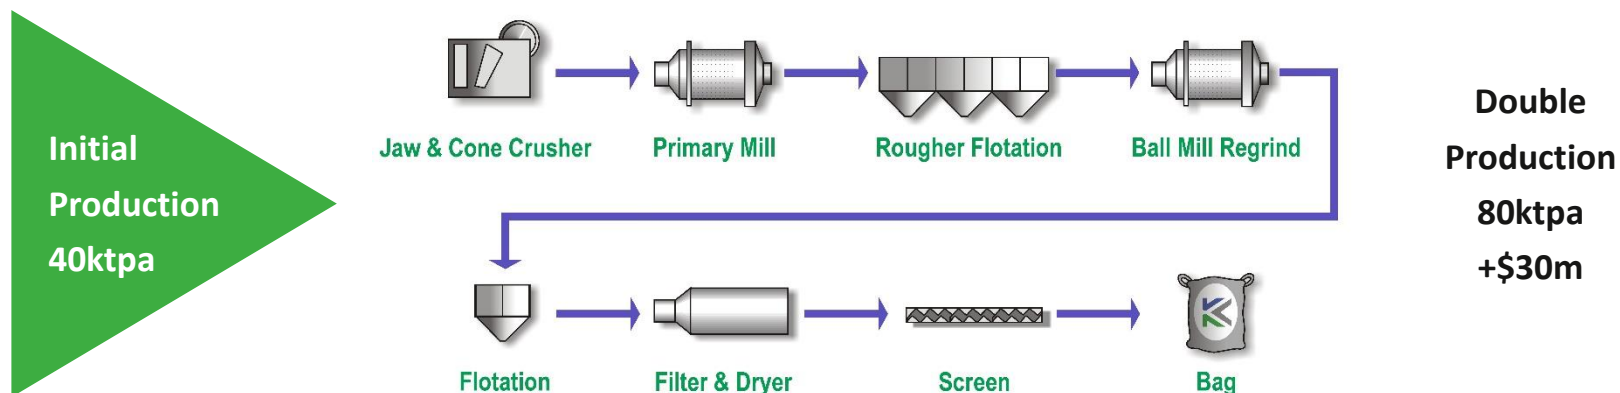 Initial
Production
40ktpa
Jaw & Cone Crusher
Primary Mill
Rougher Flotation
Ball Mill Regrind
Flotation
Filter & Dryer
Screen
Bag
Double
Production
80ktpa
+$30m